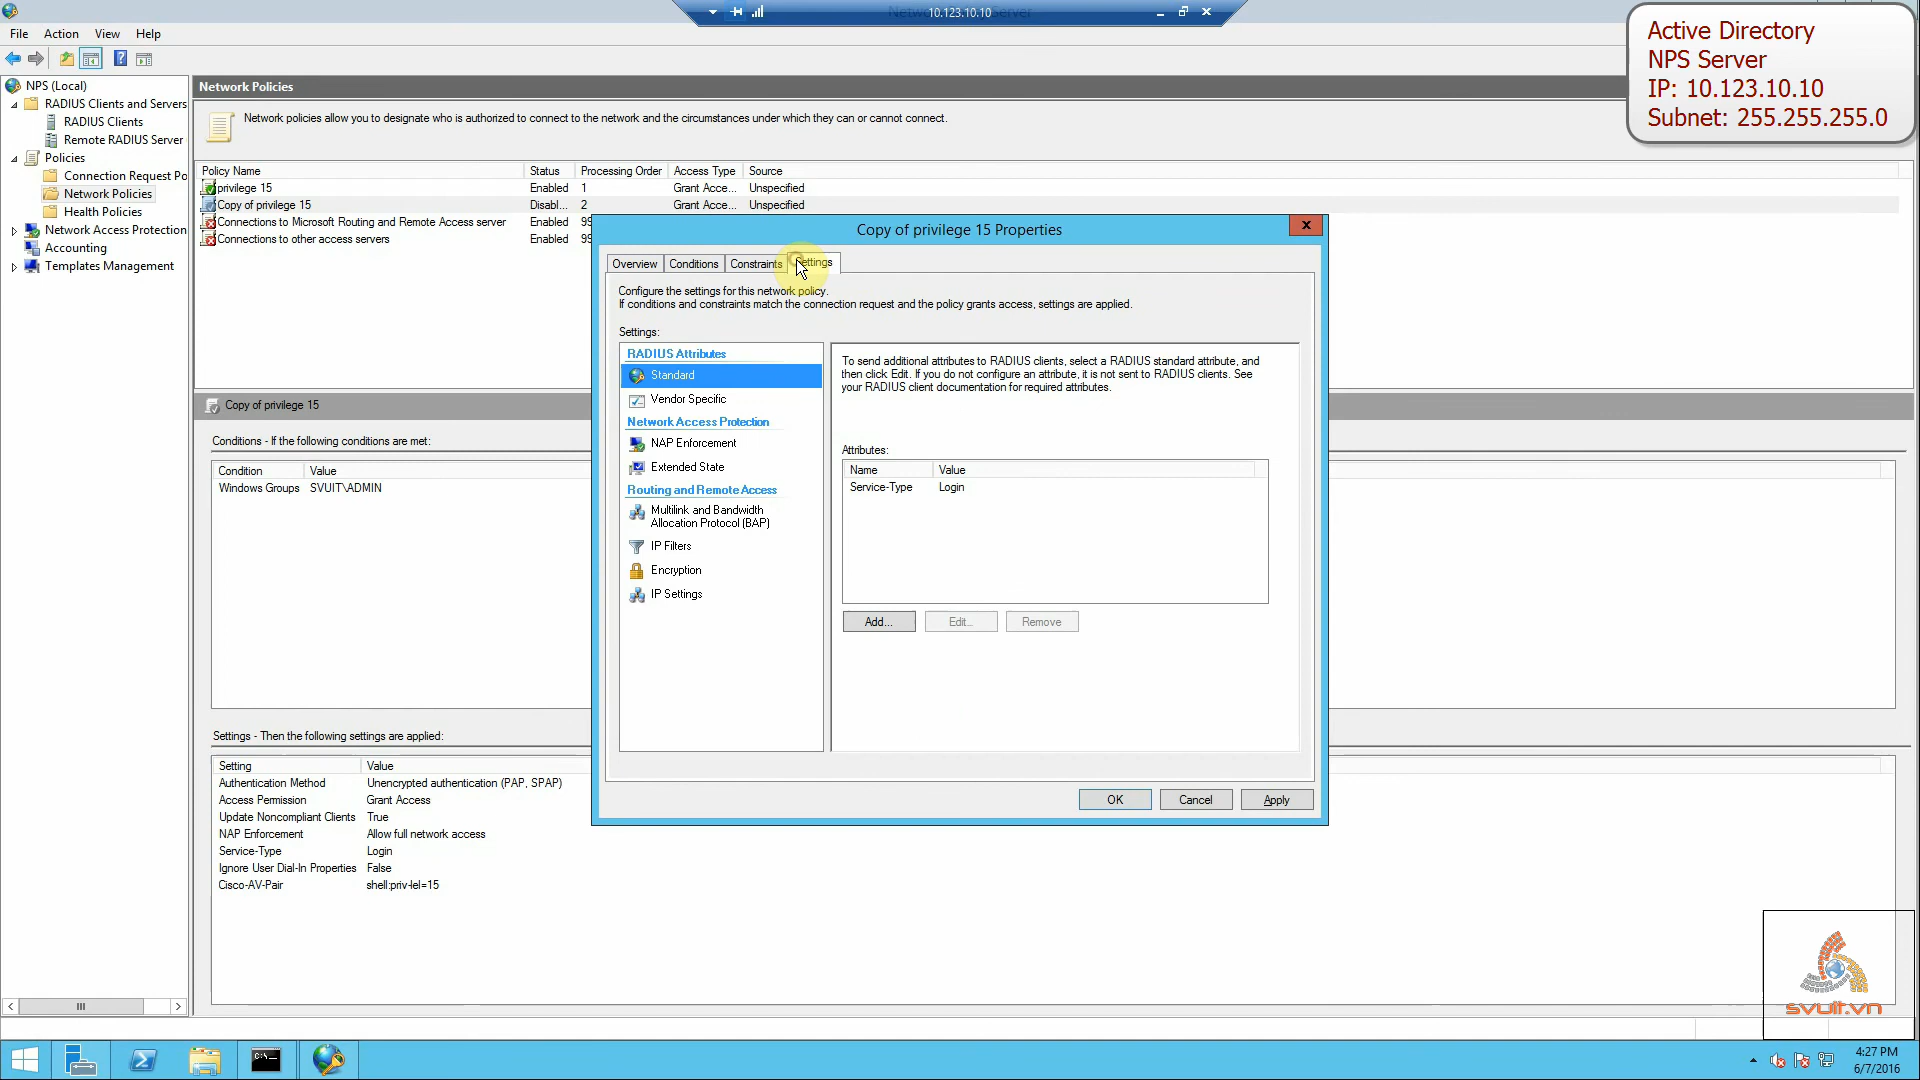 Network Policy Server
10.123.10.10
Active Directory
NPS Server
IP: 10.123.10.10
Subnet: 255.255.255.0
File Action View Help
NPS (Local)
RADIUS Clients and Servers
RADIUS Clients
Remote RADIUS Server
Policies
Connection Request Po
Network Policies
Health Policies
Network Access Protection
Accounting
Templates Management
Network Policies
Network policies allow you to designate who is authorized to connect to the network and the circumstances under which they can or cannot connect.
Policy Name Status Processing Order Access Type Source
privilege 15 Enabled 1 Grant Acce... Unspecified
Copy of privilege 15 Disabl... 2 Grant Acce... Unspecified
Connections to Microsoft Routing and Remote Access server Enabled 99
Connections to other access servers Enabled 99
Copy of privilege 15
Conditions - If the following conditions are met:
Condition Value
Windows Groups SVUIT\ADMIN
Settings - Then the following settings are applied:
Setting Value
Authentication Method Unencrypted authentication (PAP, SPAP)
Access Permission Grant Access
Update Noncompliant Clients True
NAP Enforcement Allow full network access
Service-Type Login
Ignore User Dial-In Properties False
Cisco-AV-Pair shell:priv-lel=15
Copy of privilege 15 Properties
Overview Conditions Constraints Settings
Configure the settings for this network policy.
If conditions and constraints match the connection request and the policy grants access, settings are applied.
Settings:
RADIUS Attributes
Standard
Vendor Specific
Network Access Protection
NAP Enforcement
Extended State
Routing and Remote Access
Multilink and Bandwidth
Allocation Protocol (BAP)
IP Filters
Encryption
IP Settings
To send additional attributes to RADIUS clients, select a RADIUS standard attribute, and
then click Edit. If you do not configure an attribute, it is not sent to RADIUS clients. See
your RADIUS client documentation for required attributes.
Attributes:
Name Value
Service-Type Login
Add... Edit... Remove
OK Cancel Apply
svuit.vn
4:27 PM
6/7/2016